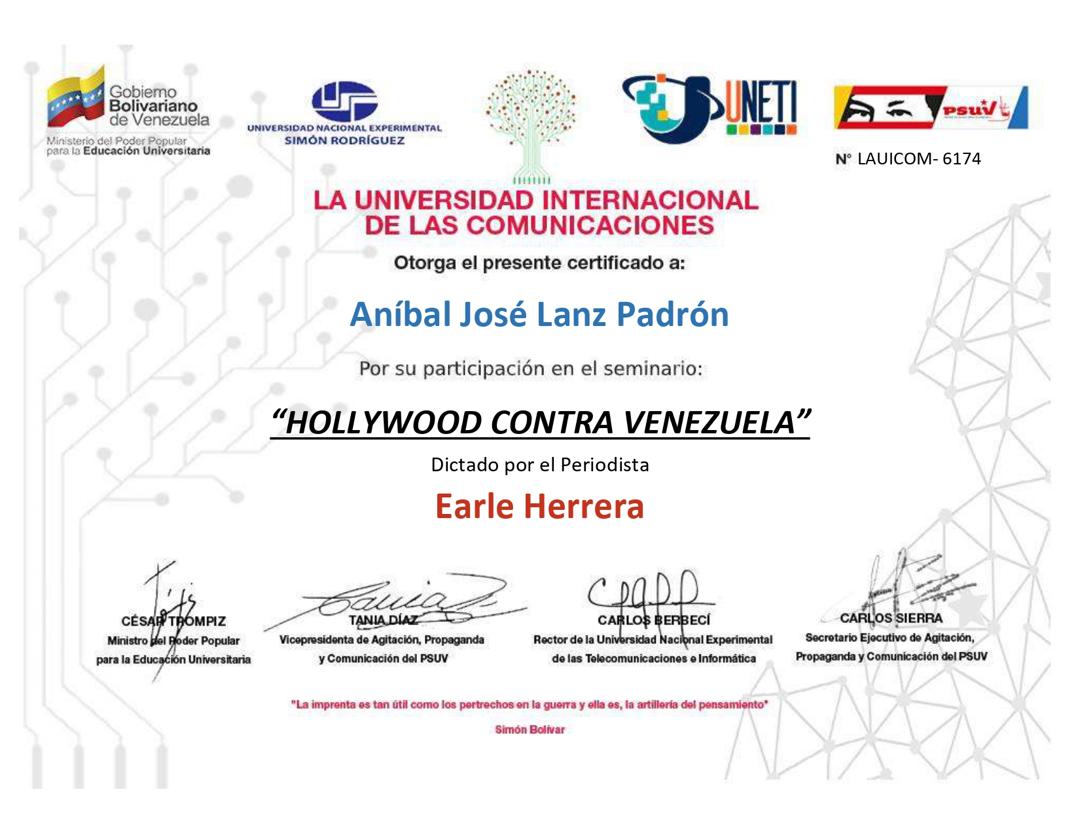 Gobierno
Bolivariano
de Venezuela
Ministerio del Poder Popular
para la Educación Universitaria
UNIVERSIDAD NACIONAL EXPERIMENTAL
SIMÓN RODRÍGUEZ
UNETI
PSUV
N° LAUICOM- 6174
LA UNIVERSIDAD INTERNACIONAL
DE LAS COMUNICACIONES
Otorga el presente certificado a:
Aníbal José Lanz Padrón
Por su participación en el seminario:
“HOLLYWOOD CONTRA VENEZUELA”
Dictado por el Periodista
Earle Herrera
CÉSAR TROMPIZ
Ministro del Poder Popular
para la Educación Universitaria
TANIA DÍAZ
Vicepresidenta de Agitación, Propaganda
y Comunicación del PSUV
CARLOS BERBECÍ
Rector de la Universidad Nacional Experimental
de las Telecomunicaciones e Informática
CARLOS SIERRA
Secretario Ejecutivo de Agitación,
Propaganda y Comunicación del PSUV
"La imprenta es tan útil como los pertrechos en la guerra y ella es, la artillería del pensamiento"
Simón Bolívar